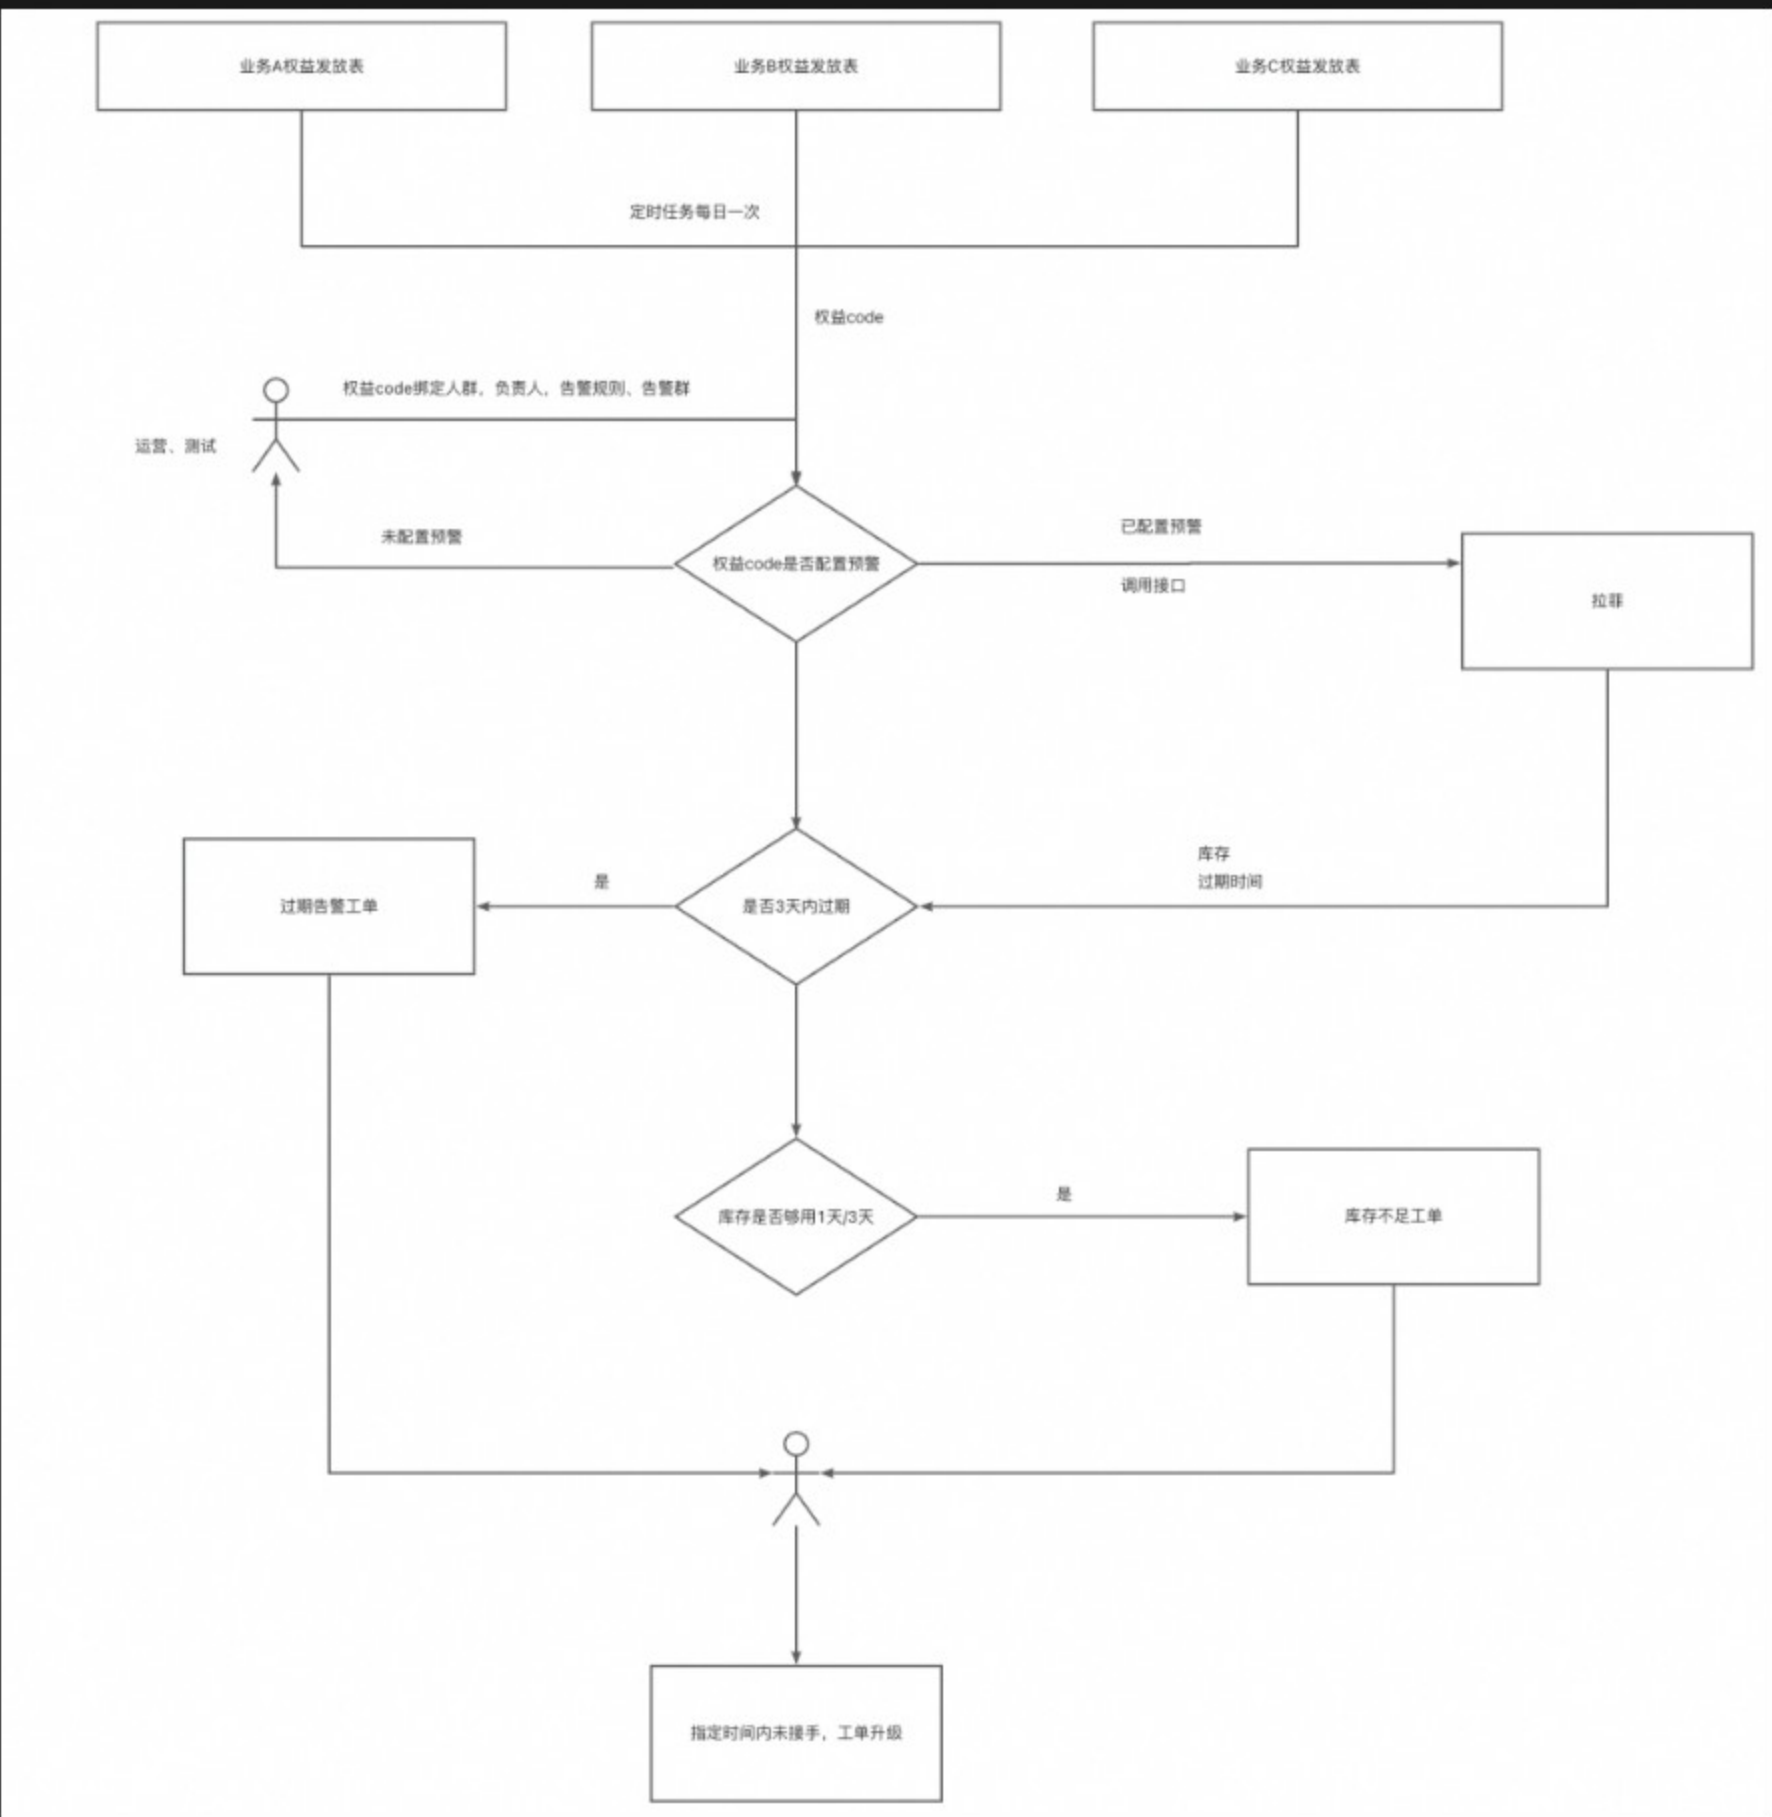 业务A权益发放表
业务B权益发放表
业务C权益发放表
定时任务每日一次
权益code
权益code绑定人群，负责人，告警规则、告警群
运营、测试
未配置预警
权益code是否配置预警
已配置预警
调用接口
拉菲
库存
过期时间
是
过期告警工单
是否3天内过期
是
库存是否够用1天/3天
库存不足工单
指定时间内未接手，工单升级